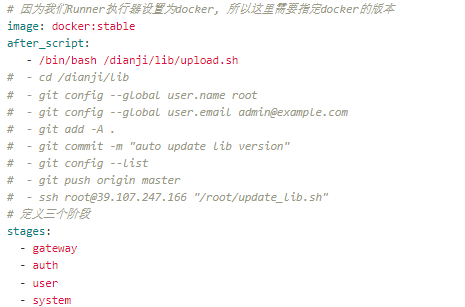 # 因为我们Runner执行器设置为docker, 所以这里需要指定docker的版本
image: docker:stable
after_script:
   - /bin/bash /dianji/lib/upload.sh
#  - cd /dianji/lib
#  - git config --global user.name root
#  - git config --global user.email admin@example.com
#  - git add -A .
#  - git commit -m "auto update lib version"
#  - git config --list
#  - git push origin master
#  - ssh root@39.107.247.166 "/root/update_lib.sh"
# 定义三个阶段
stages:
  - gateway
  - auth
  - user
  - system